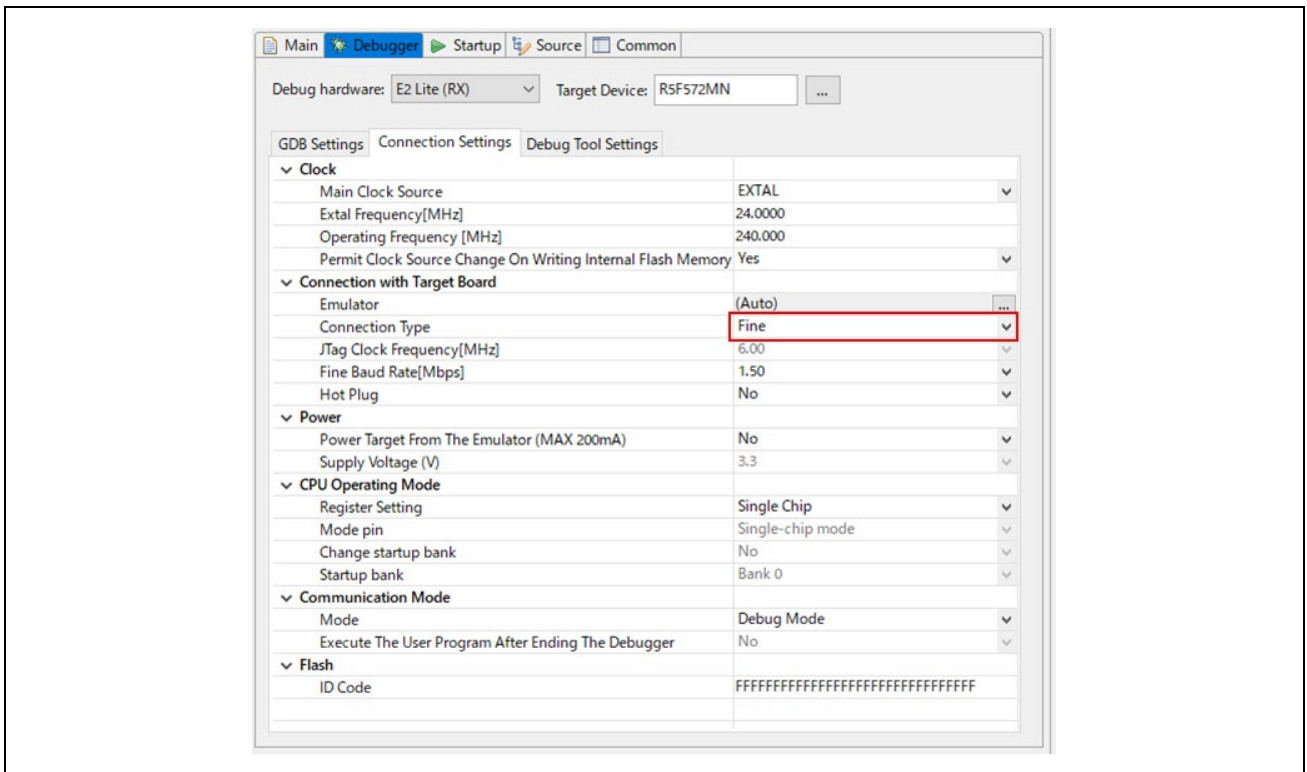 Main Debugger Startup Source Common
Debug hardware: E2 Lite (RX) Target Device: R5F572MN ...
GDB Settings Connection Settings Debug Tool Settings
Clock
Main Clock Source EXTAL
Extal Frequency[MHz] 24.0000
Operating Frequency [MHz] 240.000
Permit Clock Source Change On Writing Internal Flash Memory Yes
Connection with Target Board
Emulator (Auto) ...
Connection Type Fine
JTag Clock Frequency[MHz] 6.00
Fine Baud Rate[Mbps] 1.50
Hot Plug No
Power
Power Target From The Emulator (MAX 200mA) No
Supply Voltage (V) 3.3
CPU Operating Mode
Register Setting Single Chip
Mode pin Single-chip mode
Change startup bank No
Startup bank Bank 0
Communication Mode
Mode Debug Mode
Execute The User Program After Ending The Debugger No
Flash
ID Code FFFFFFFFFFFFFFFFFFFFFFFFFFFFFFFF